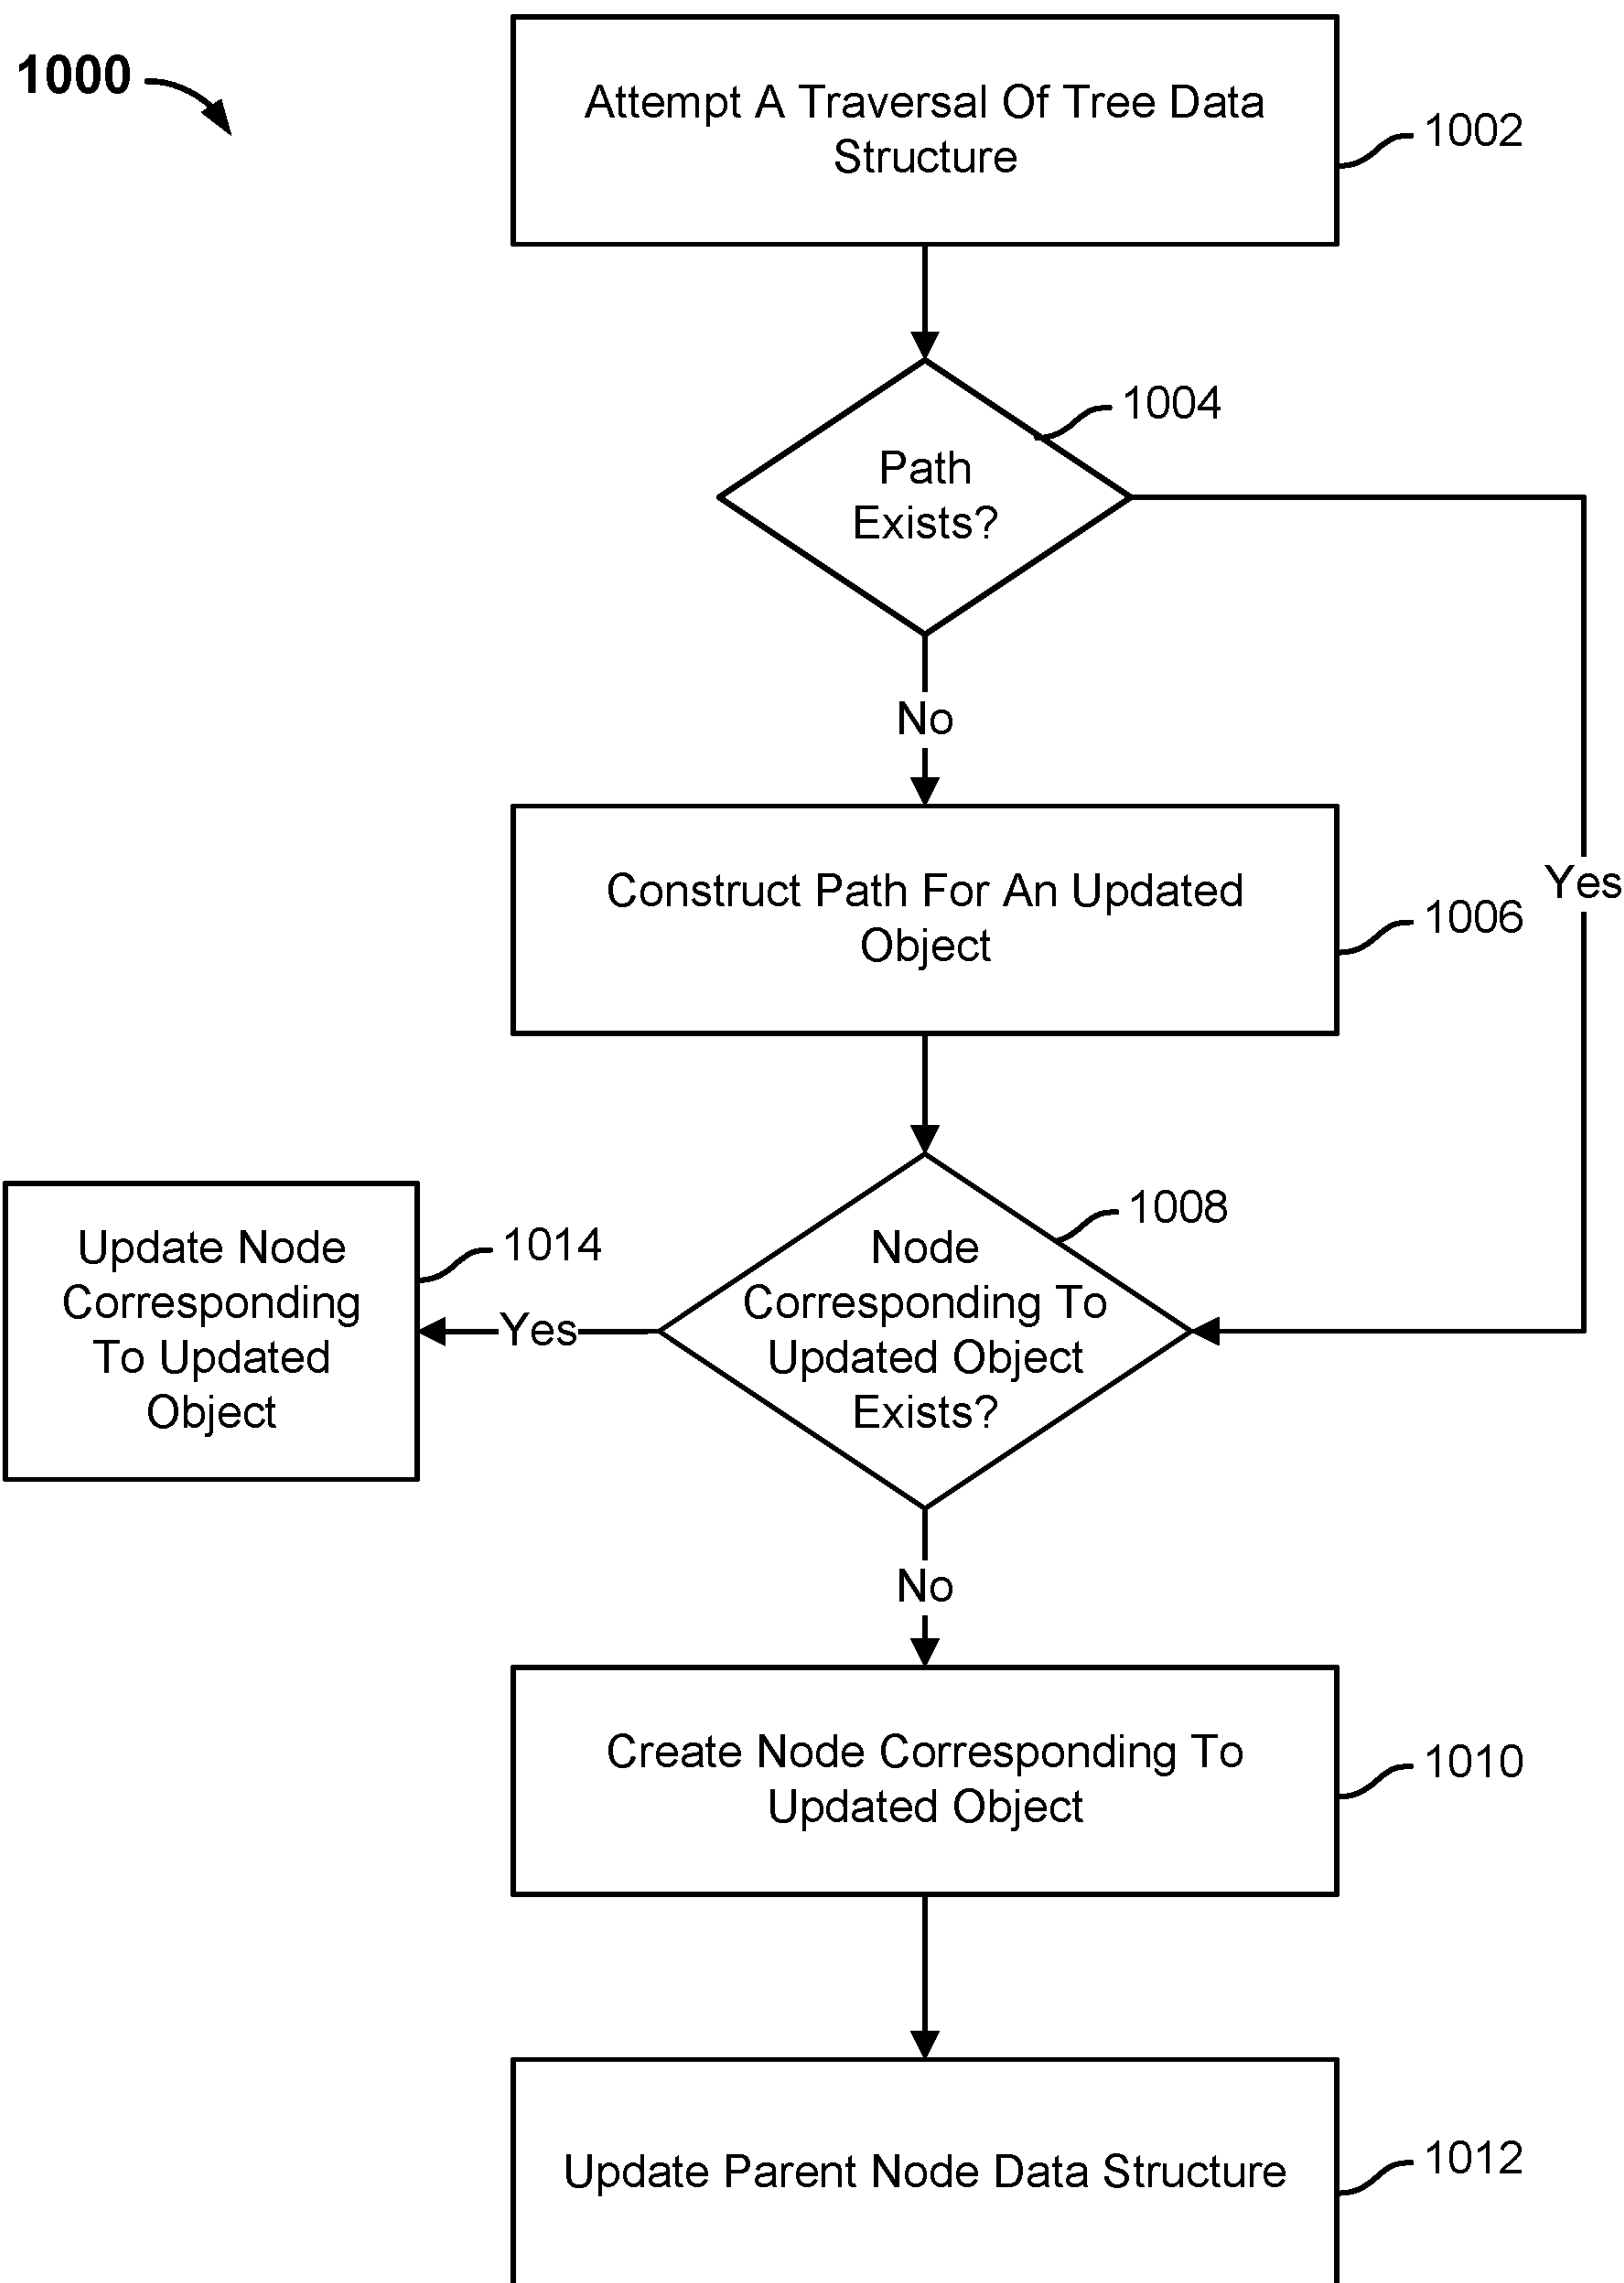 1000
Attempt A Traversal Of Tree Data
Structure
1002
1004
Path
Exists?
No
Yes
Construct Path For An Updated
Object
1006
1008
Node
Corresponding To
Updated Object
Exists?
Yes
1014
Update Node
Corresponding
To Updated
Object
No
Create Node Corresponding To
Updated Object
1010
Update Parent Node Data Structure
1012